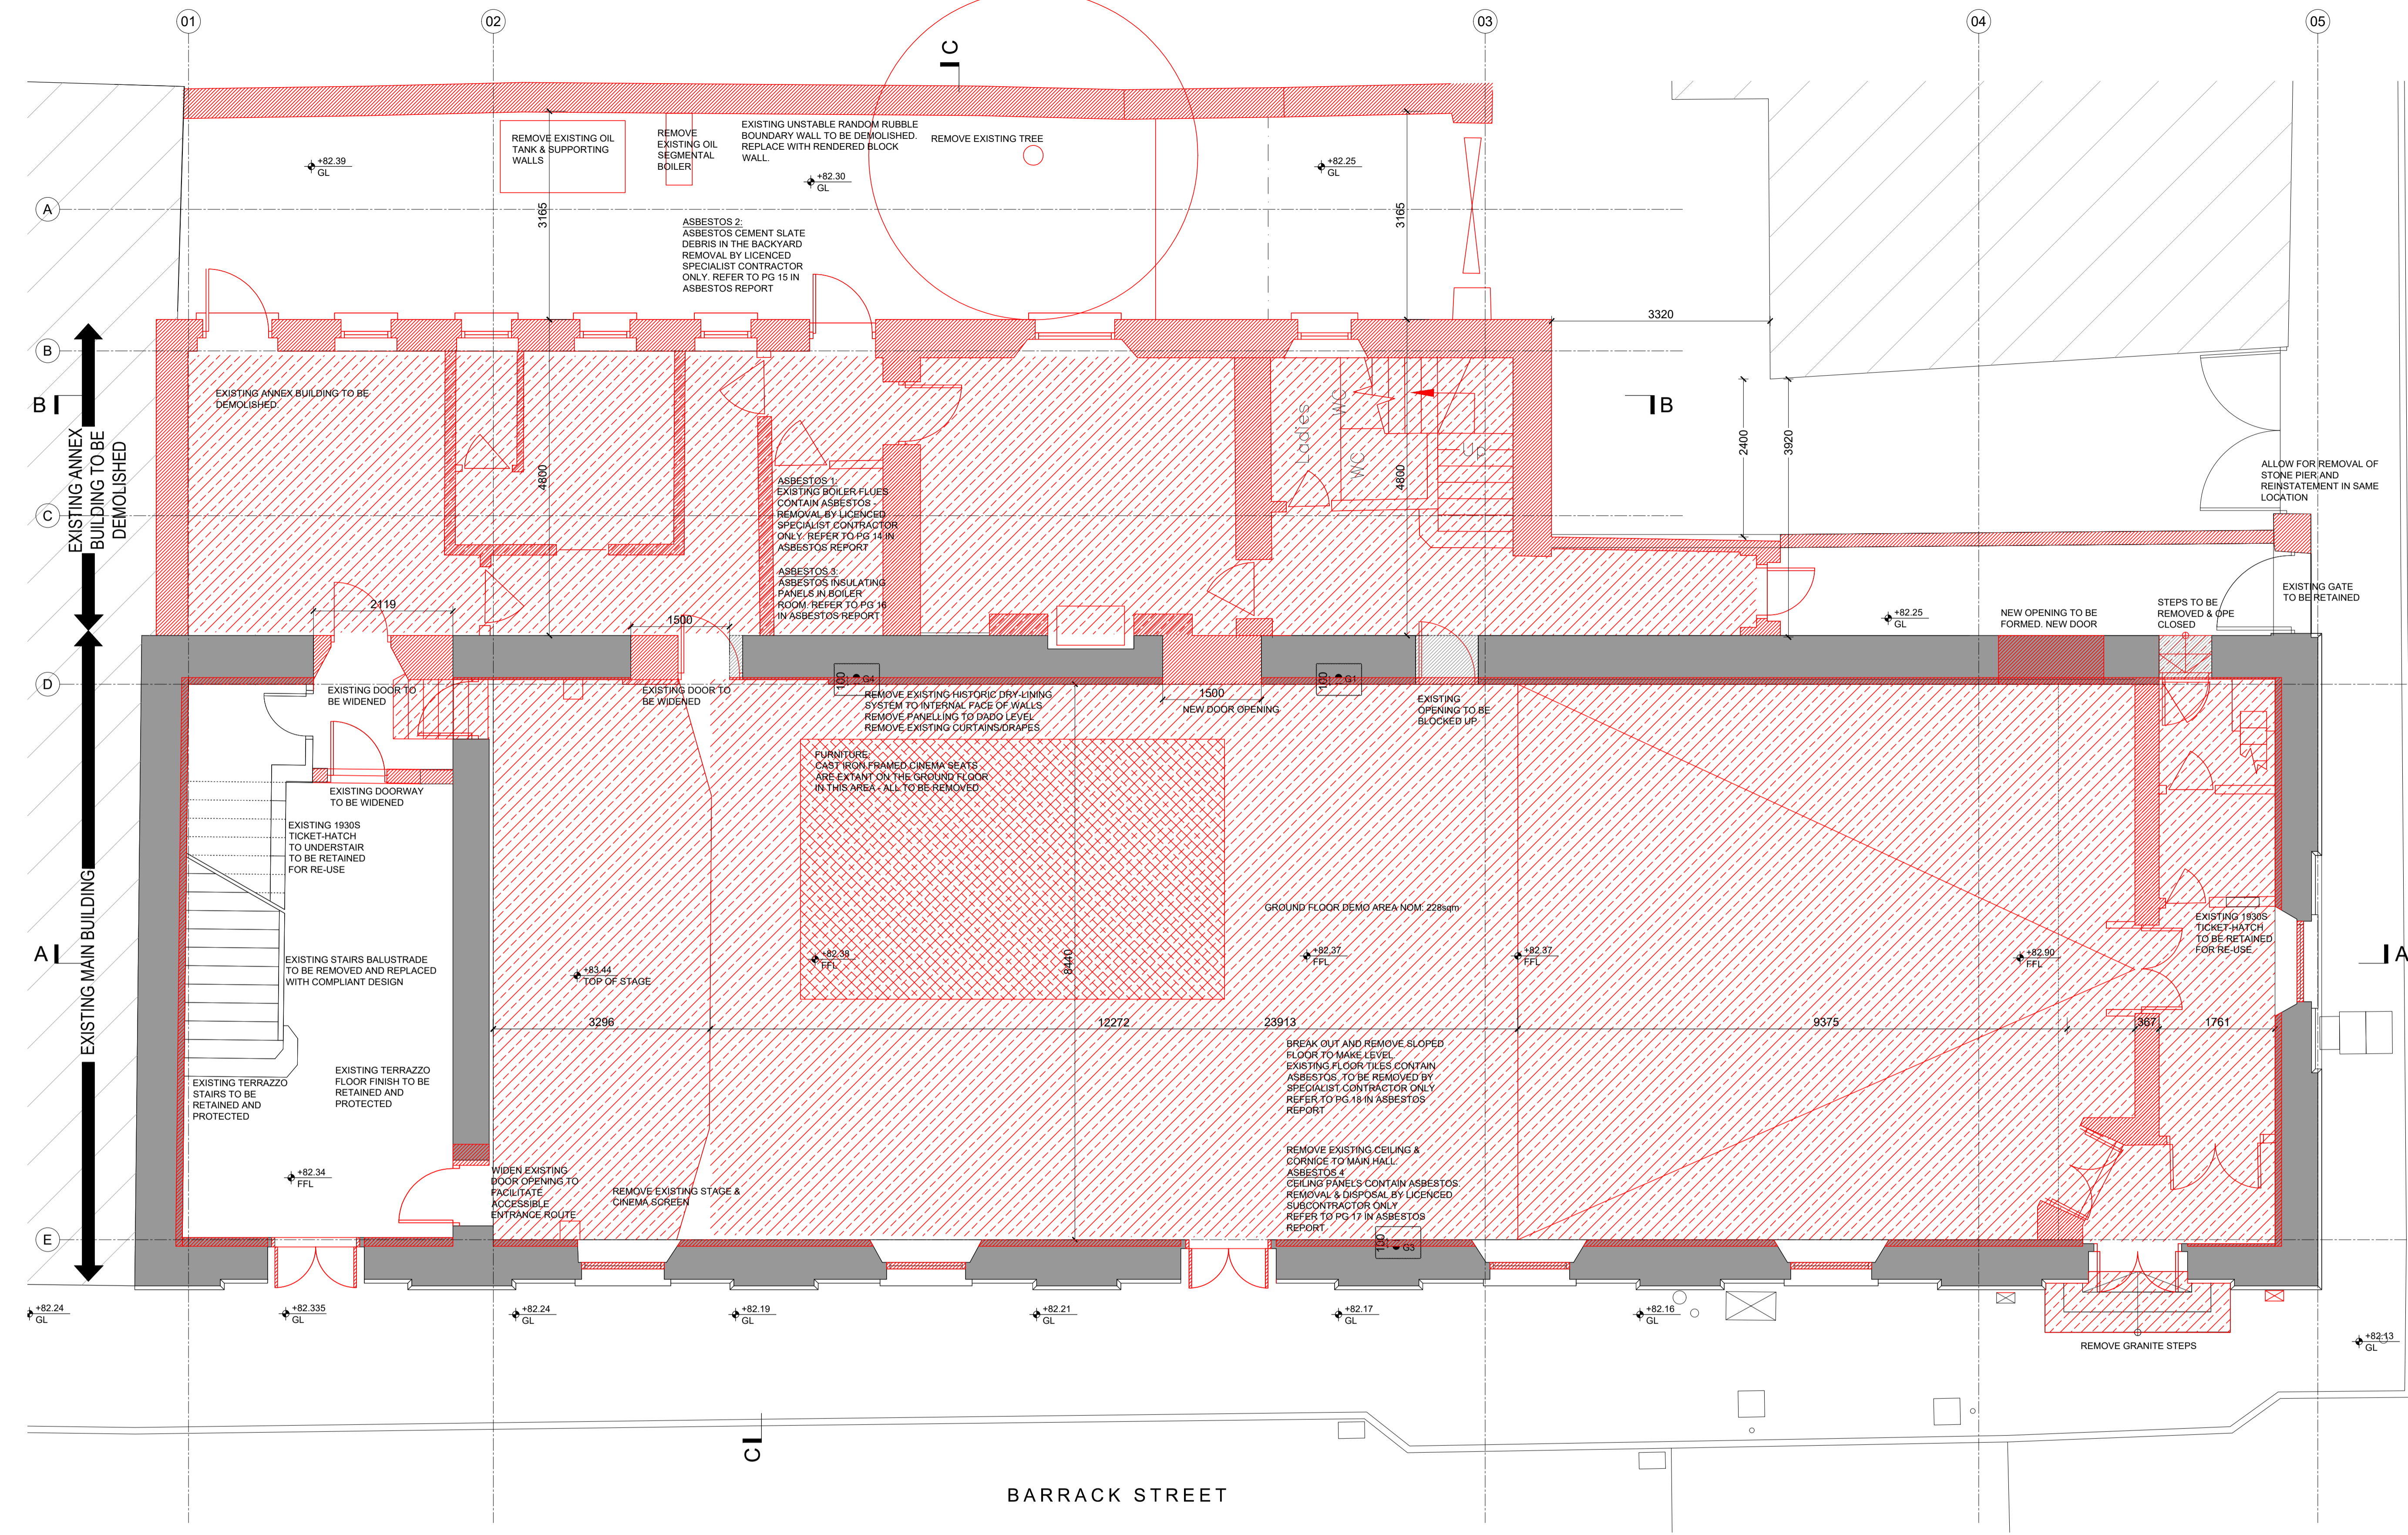 01
02
03
04
05
C
REMOVE EXISTING OIL
TANK & SUPPORTING
WALLS
REMOVE
EXISTING OIL
SEGMENTAL
BOILER
EXISTING UNSTABLE RANDOM RUBBLE
BOUNDARY WALL TO BE DEMOLISHED.
REPLACE WITH RENDERED BLOCK
WALL.
REMOVE EXISTING TREE
+82.39
GL
+82.30
GL
+82.25
GL
A
3165
3165
ASBESTOS 2:
ASBESTOS CEMENT SLATE
DEBRIS IN THE BACKYARD
REMOVAL BY LICENCED
SPECIALIST CONTRACTOR
ONLY. REFER TO PG 15 IN
ASBESTOS REPORT
3320
B
B
B
EXISTING ANNEX BUILDING TO BE
DEMOLISHED.
EXISTING ANNEX
BUILDING TO BE
DEMOLISHED
4800
4800
Ladies
WC
WC
UP
2400
3920
ASBESTOS 1:
EXISTING BOILER FLUES
CONTAIN ASBESTOS -
REMOVAL BY LICENCED
SPECIALIST CONTRACTOR
ONLY. REFER TO PG 14 IN
ASBESTOS REPORT
ASBESTOS 3:
ASBESTOS INSULATING
PANELS IN BOILER
ROOM. REFER TO PG 16
IN ASBESTOS REPORT
ALLOW FOR REMOVAL OF
STONE PIER AND
REINSTATEMENT IN SAME
LOCATION
C
2119
1500
+82.25
GL
NEW OPENING TO BE
FORMED. NEW DOOR
STEPS TO BE
REMOVED & OPE
CLOSED
EXISTING GATE
TO BE RETAINED
D
EXISTING DOOR TO
BE WIDENED
EXISTING DOOR TO
BE WIDENED
100
G4
REMOVE EXISTING HISTORIC DRY-LINING
SYSTEM TO INTERNAL FACE OF WALLS
REMOVE PANELLING TO DADO LEVEL
REMOVE EXISTING CURTAINS/DRAPES
1500
NEW DOOR OPENING
100
G1
EXISTING
OPENING TO BE
BLOCKED UP
FURNITURE:
CAST IRON FRAMED CINEMA SEATS
ARE EXTANT ON THE GROUND FLOOR
IN THIS AREA - ALL TO BE REMOVED
EXISTING DOORWAY
TO BE WIDENED
EXISTING 1930S
TICKET-HATCH
TO UNDERSTAIR
TO BE RETAINED
FOR RE-USE
EXISTING MAIN BUILDING
GROUND FLOOR DEMO AREA NOM: 228sqm
EXISTING 1930S
TICKET-HATCH
TO BE RETAINED
FOR RE-USE
A
A
EXISTING STAIRS BALUSTRADE
TO BE REMOVED AND REPLACED
WITH COMPLIANT DESIGN
+83.44
TOP OF STAGE
+82.38
FFL
8440
+82.37
FFL
+82.37
FFL
+82.90
FFL
3296
12272
23913
9375
367
1761
BREAK OUT AND REMOVE SLOPED
FLOOR TO MAKE LEVEL
EXISTING FLOOR TILES CONTAIN
ASBESTOS. TO BE REMOVED BY
SPECIALIST CONTRACTOR ONLY
REFER TO PG.18 IN ASBESTOS
REPORT
EXISTING TERRAZZO
STAIRS TO BE
RETAINED AND
PROTECTED
EXISTING TERRAZZO
FLOOR FINISH TO BE
RETAINED AND
PROTECTED
REMOVE EXISTING CEILING &
CORNICE TO MAIN HALL.
ASBESTOS 4
CEILING PANELS CONTAIN ASBESTOS.
REMOVAL & DISPOSAL BY LICENCED
SUBCONTRACTOR ONLY
REFER TO PG 17 IN ASBESTOS
REPORT
+82.34
FFL
WIDEN EXISTING
DOOR OPENING TO
FACILITATE
ACCESSIBLE
ENTRANCE ROUTE
REMOVE EXISTING STAGE &
CINEMA SCREEN
E
100
G3
+82.24
GL
+82.335
GL
+82.24
GL
+82.19
GL
+82.21
GL
+82.17
GL
+82.16
GL
+82.13
GL
REMOVE GRANITE STEPS
C
BARRACK STREET